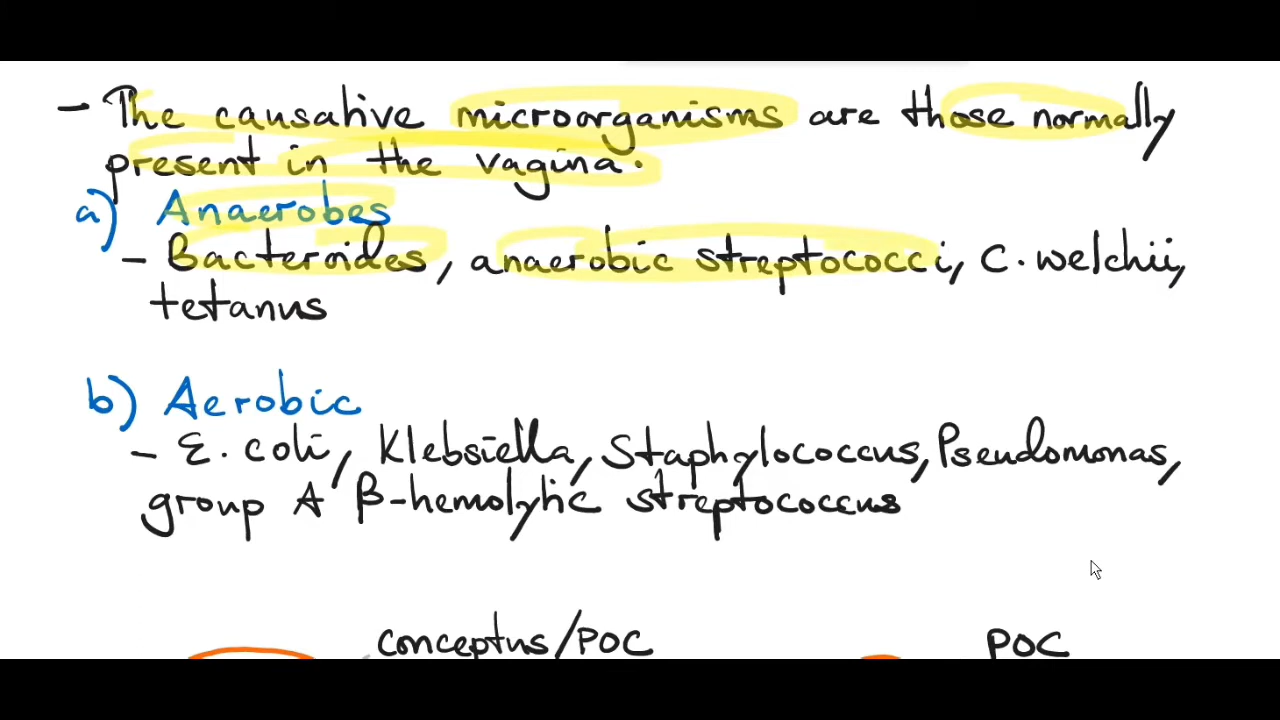 - The causative microorganisms are those normally
present in the vagina.
a) Anaerobes
- Bacteroides, anaerobic streptococci, C. welchii,
tetanus
b) Aerobic
- E. coli, Klebsiella, Staphylococcus, Pseudomonas,
group A β-hemolytic streptococcus
conceptus/POC POC